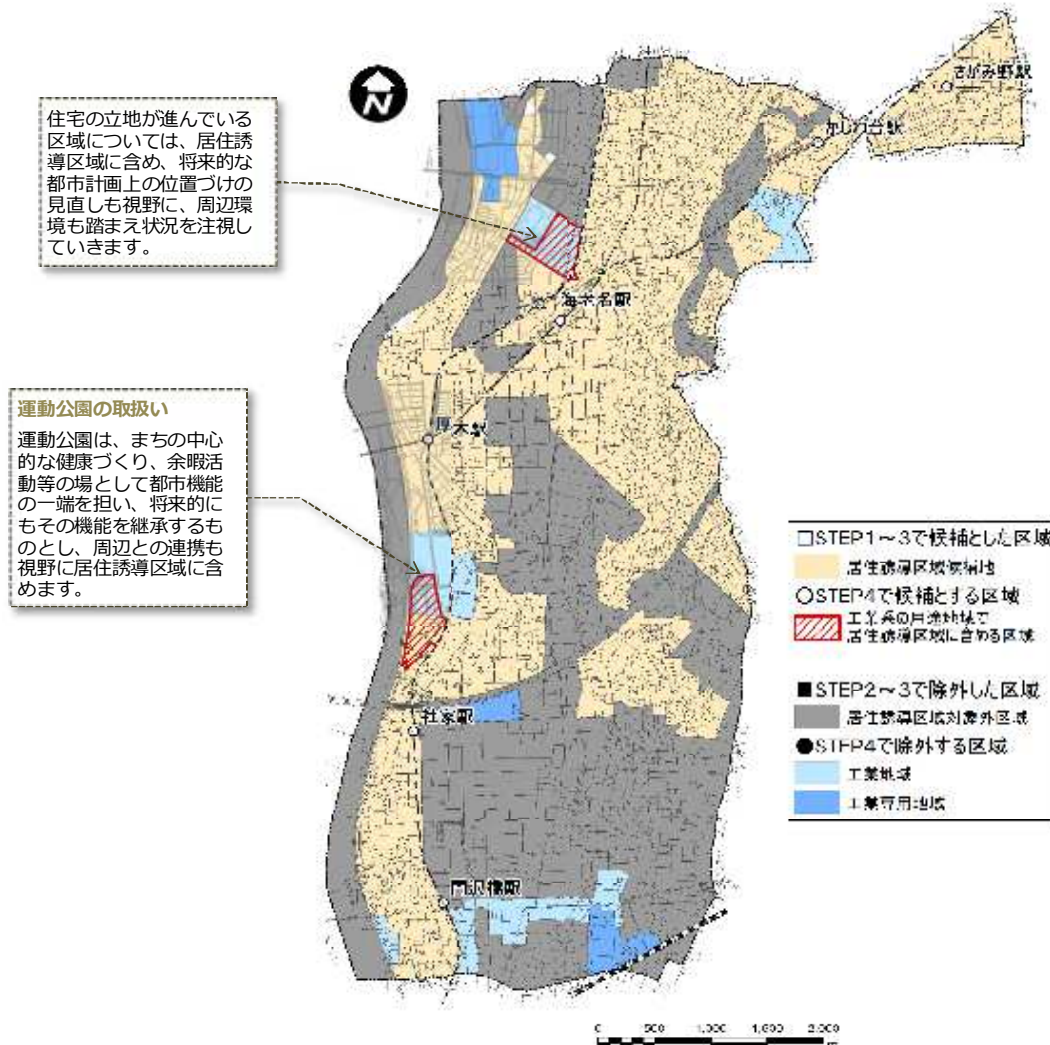 住宅の立地が進んでいる
区域については、居住誘
導区域に含め、将来的な
都市計画上の位置づけの
見直しも視野に、周辺環
境も踏まえ状況を注視し
ていきます。
運動公園の取扱い
運動公園は、まちの中心
的な健康づくり、余暇活
動等の場として都市機能
の一端を担い、将来的に
もその機能を継承するも
のとし、周辺との連携も
視野に居住誘導区域に含
めます。
N
さがみ野駅
かしわ台駅
海老名駅
厚木駅
社家駅
門沢橋駅
□STEP1～3で候補とした区域
居住誘導区域候補地
○STEP4で候補とする区域
工業系の用途地域で
居住誘導区域に含める区域
■STEP2～3で除外した区域
居住誘導区域対象外区域
●STEP4で除外する区域
工業地域
工業専用地域
0 500 1,000 1,500 2,000
m